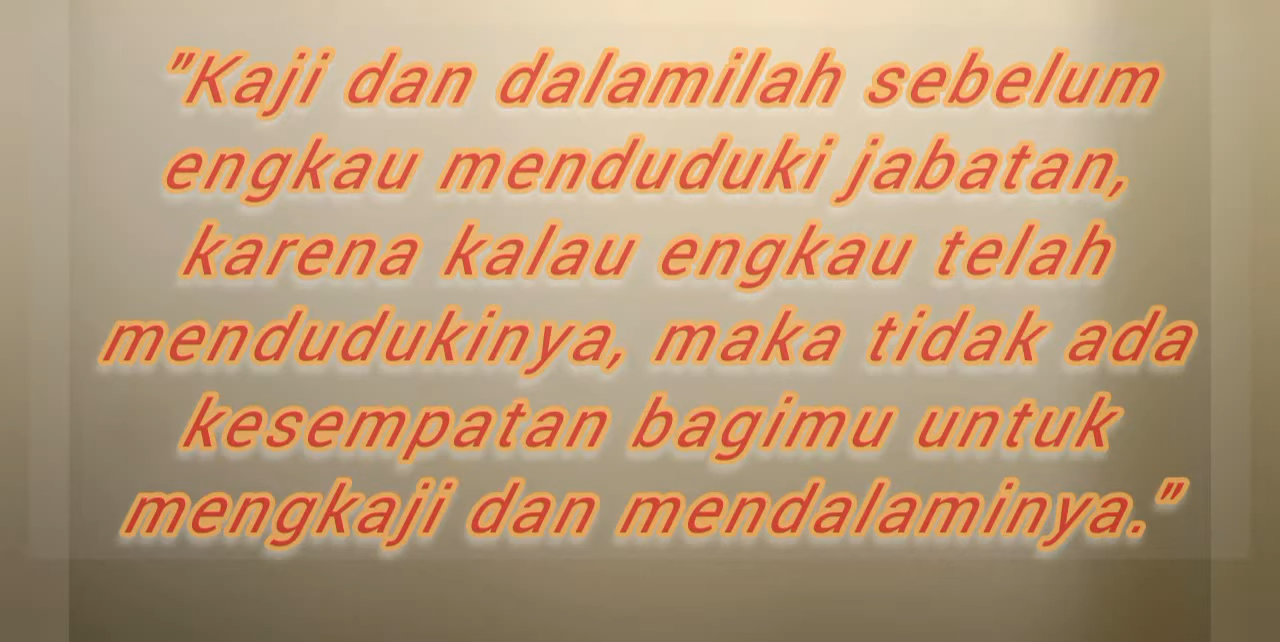 "Kaji dan dalamilah sebelum
engkau menduduki jabatan,
karena kalau engkau telah
mendudukinya, maka tidak ada
kesempatan bagimu untuk
mengkaji dan mendalaminya."